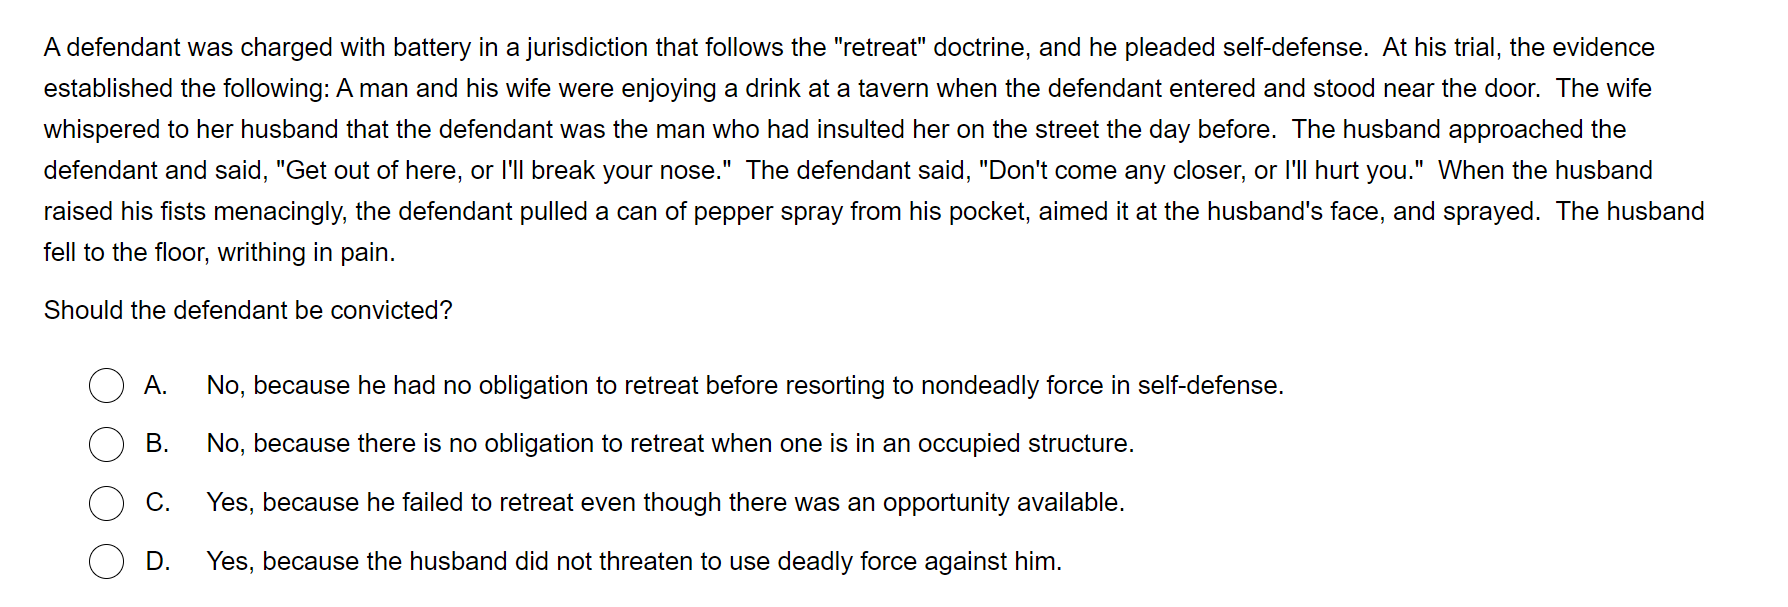 A defendant was charged with battery in a jurisdiction that follows the "retreat" doctrine, and he pleaded self-defense.  At his trial, the evidence
established the following: A man and his wife were enjoying a drink at a tavern when the defendant entered and stood near the door.  The wife
whispered to her husband that the defendant was the man who had insulted her on the street the day before.  The husband approached the
defendant and said, "Get out of here, or I'll break your nose."  The defendant said, "Don't come any closer, or I'll hurt you."  When the husband
raised his fists menacingly, the defendant pulled a can of pepper spray from his pocket, aimed it at the husband's face, and sprayed.  The husband
fell to the floor, writhing in pain.
Should the defendant be convicted?
A. No, because he had no obligation to retreat before resorting to nondeadly force in self-defense.
B. No, because there is no obligation to retreat when one is in an occupied structure.
C. Yes, because he failed to retreat even though there was an opportunity available.
D. Yes, because the husband did not threaten to use deadly force against him.